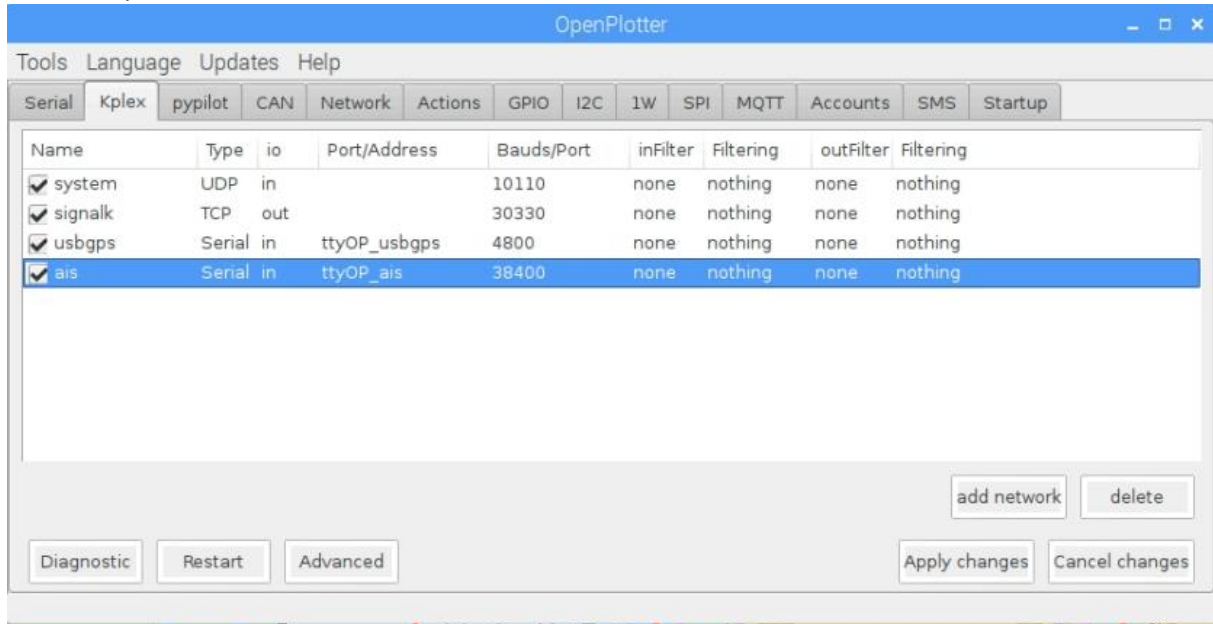 OpenPlotter
Tools Language Updates Help
Serial Kplex pypilot CAN Network Actions GPIO I2C 1W SPI MQTT Accounts SMS Startup
Name Type io Port/Address Bauds/Port inFilter Filtering outFilter Filtering
system UDP in 10110 none nothing none nothing
signalk TCP out 30330 none nothing none nothing
usbgps Serial in ttyOP_usbgps 4800 none nothing none nothing
ais Serial in ttyOP_ais 38400 none nothing none nothing
add network delete
Diagnostic Restart Advanced Apply changes Cancel changes